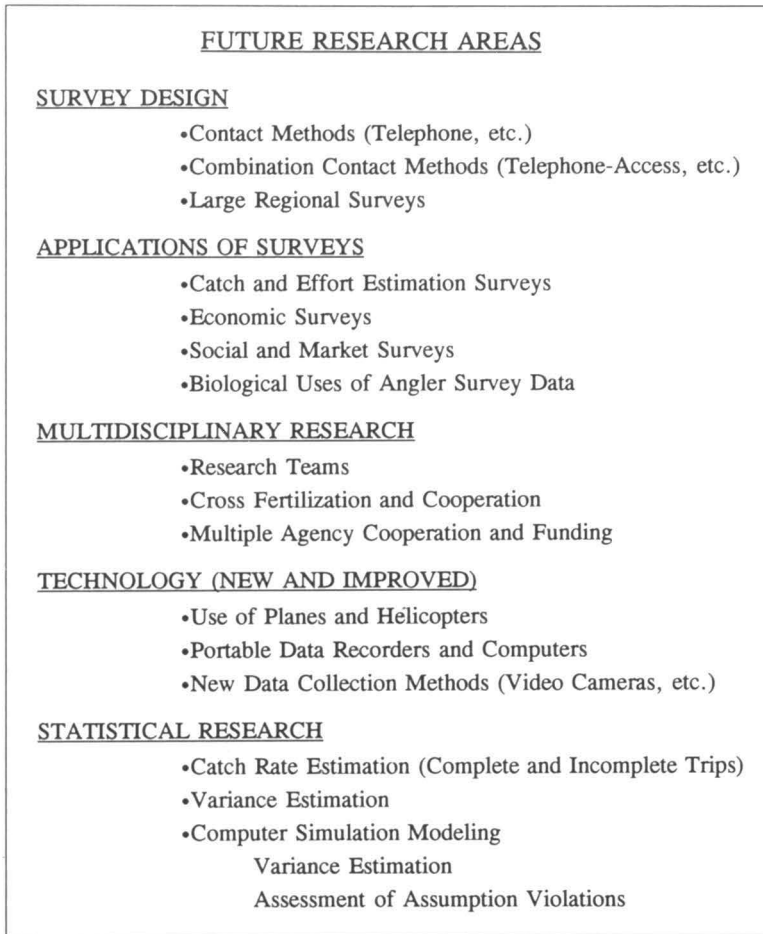 FUTURE RESEARCH AREAS
SURVEY DESIGN
•Contact Methods (Telephone, etc.)
•Combination Contact Methods (Telephone-Access, etc.)
•Large Regional Surveys
APPLICATIONS OF SURVEYS
•Catch and Effort Estimation Surveys
•Economic Surveys
•Social and Market Surveys
•Biological Uses of Angler Survey Data
MULTIDISCIPLINARY RESEARCH
•Research Teams
•Cross Fertilization and Cooperation
•Multiple Agency Cooperation and Funding
TECHNOLOGY (NEW AND IMPROVED)
•Use of Planes and Helicopters
•Portable Data Recorders and Computers
•New Data Collection Methods (Video Cameras, etc.)
STATISTICAL RESEARCH
•Catch Rate Estimation (Complete and Incomplete Trips)
•Variance Estimation
•Computer Simulation Modeling
Variance Estimation
Assessment of Assumption Violations